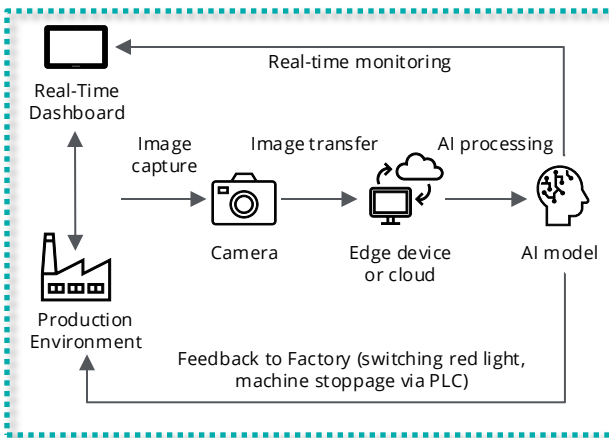 Real-time monitoring
Real-Time
Dashboard
Image
capture
Image transfer
AI processing
Camera
Edge device
or cloud
AI model
Production
Environment
Feedback to Factory (switching red light,
machine stoppage via PLC)